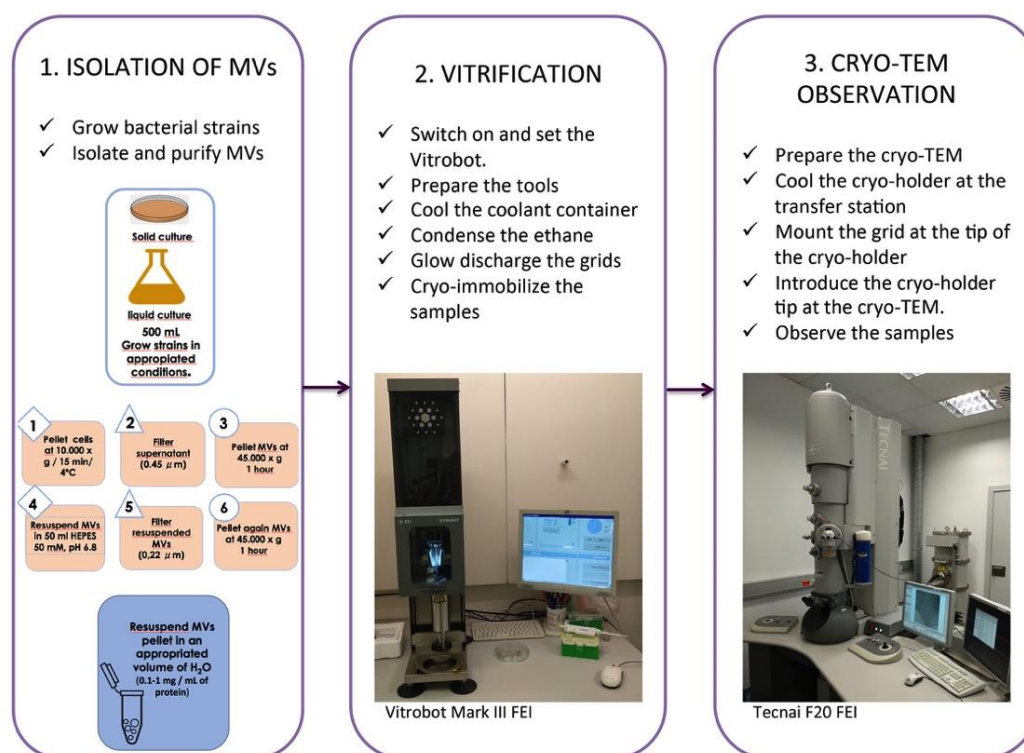 1. ISOLATION OF MVs
✓ Grow bacterial strains
✓ Isolate and purify MVs
Solid culture
liquid culture
500 mL
Grow strains in
appropiated
conditions.
1
Pellet cells
at 10.000 x
g / 15 min/
4ºC
2
Filter
supernatant
(0.45 μm)
3
Pellet MVs at
45.000 x g
1 hour
4
Resuspend MVs
in 50 ml HEPES
50 mM, pH 6.8
5
Filter
resuspended
MVs
(0,22 μm)
6
Pellet again MVs
at 45.000 x g
1 hour
Resuspend MVs
pellet in an
appropriated
volume of H₂O
(0.1-1 mg / mL of
protein)
2. VITRIFICATION
✓ Switch on and set the
Vitrobot.
✓ Prepare the tools
✓ Cool the coolant container
✓ Condense the ethane
✓ Glow discharge the grids
✓ Cryo-immobilize the
samples
FEI
VITROBOT
Vitrobot Mark III FEI
3. CRYO-TEM
OBSERVATION
✓ Prepare the cryo-TEM
✓ Cool the cryo-holder at the
transfer station
✓ Mount the grid at the tip of
the cryo-holder
✓ Introduce the cryo-holder
tip at the cryo-TEM.
✓ Observe the samples
TECNAI
Tecnai F20 FEI